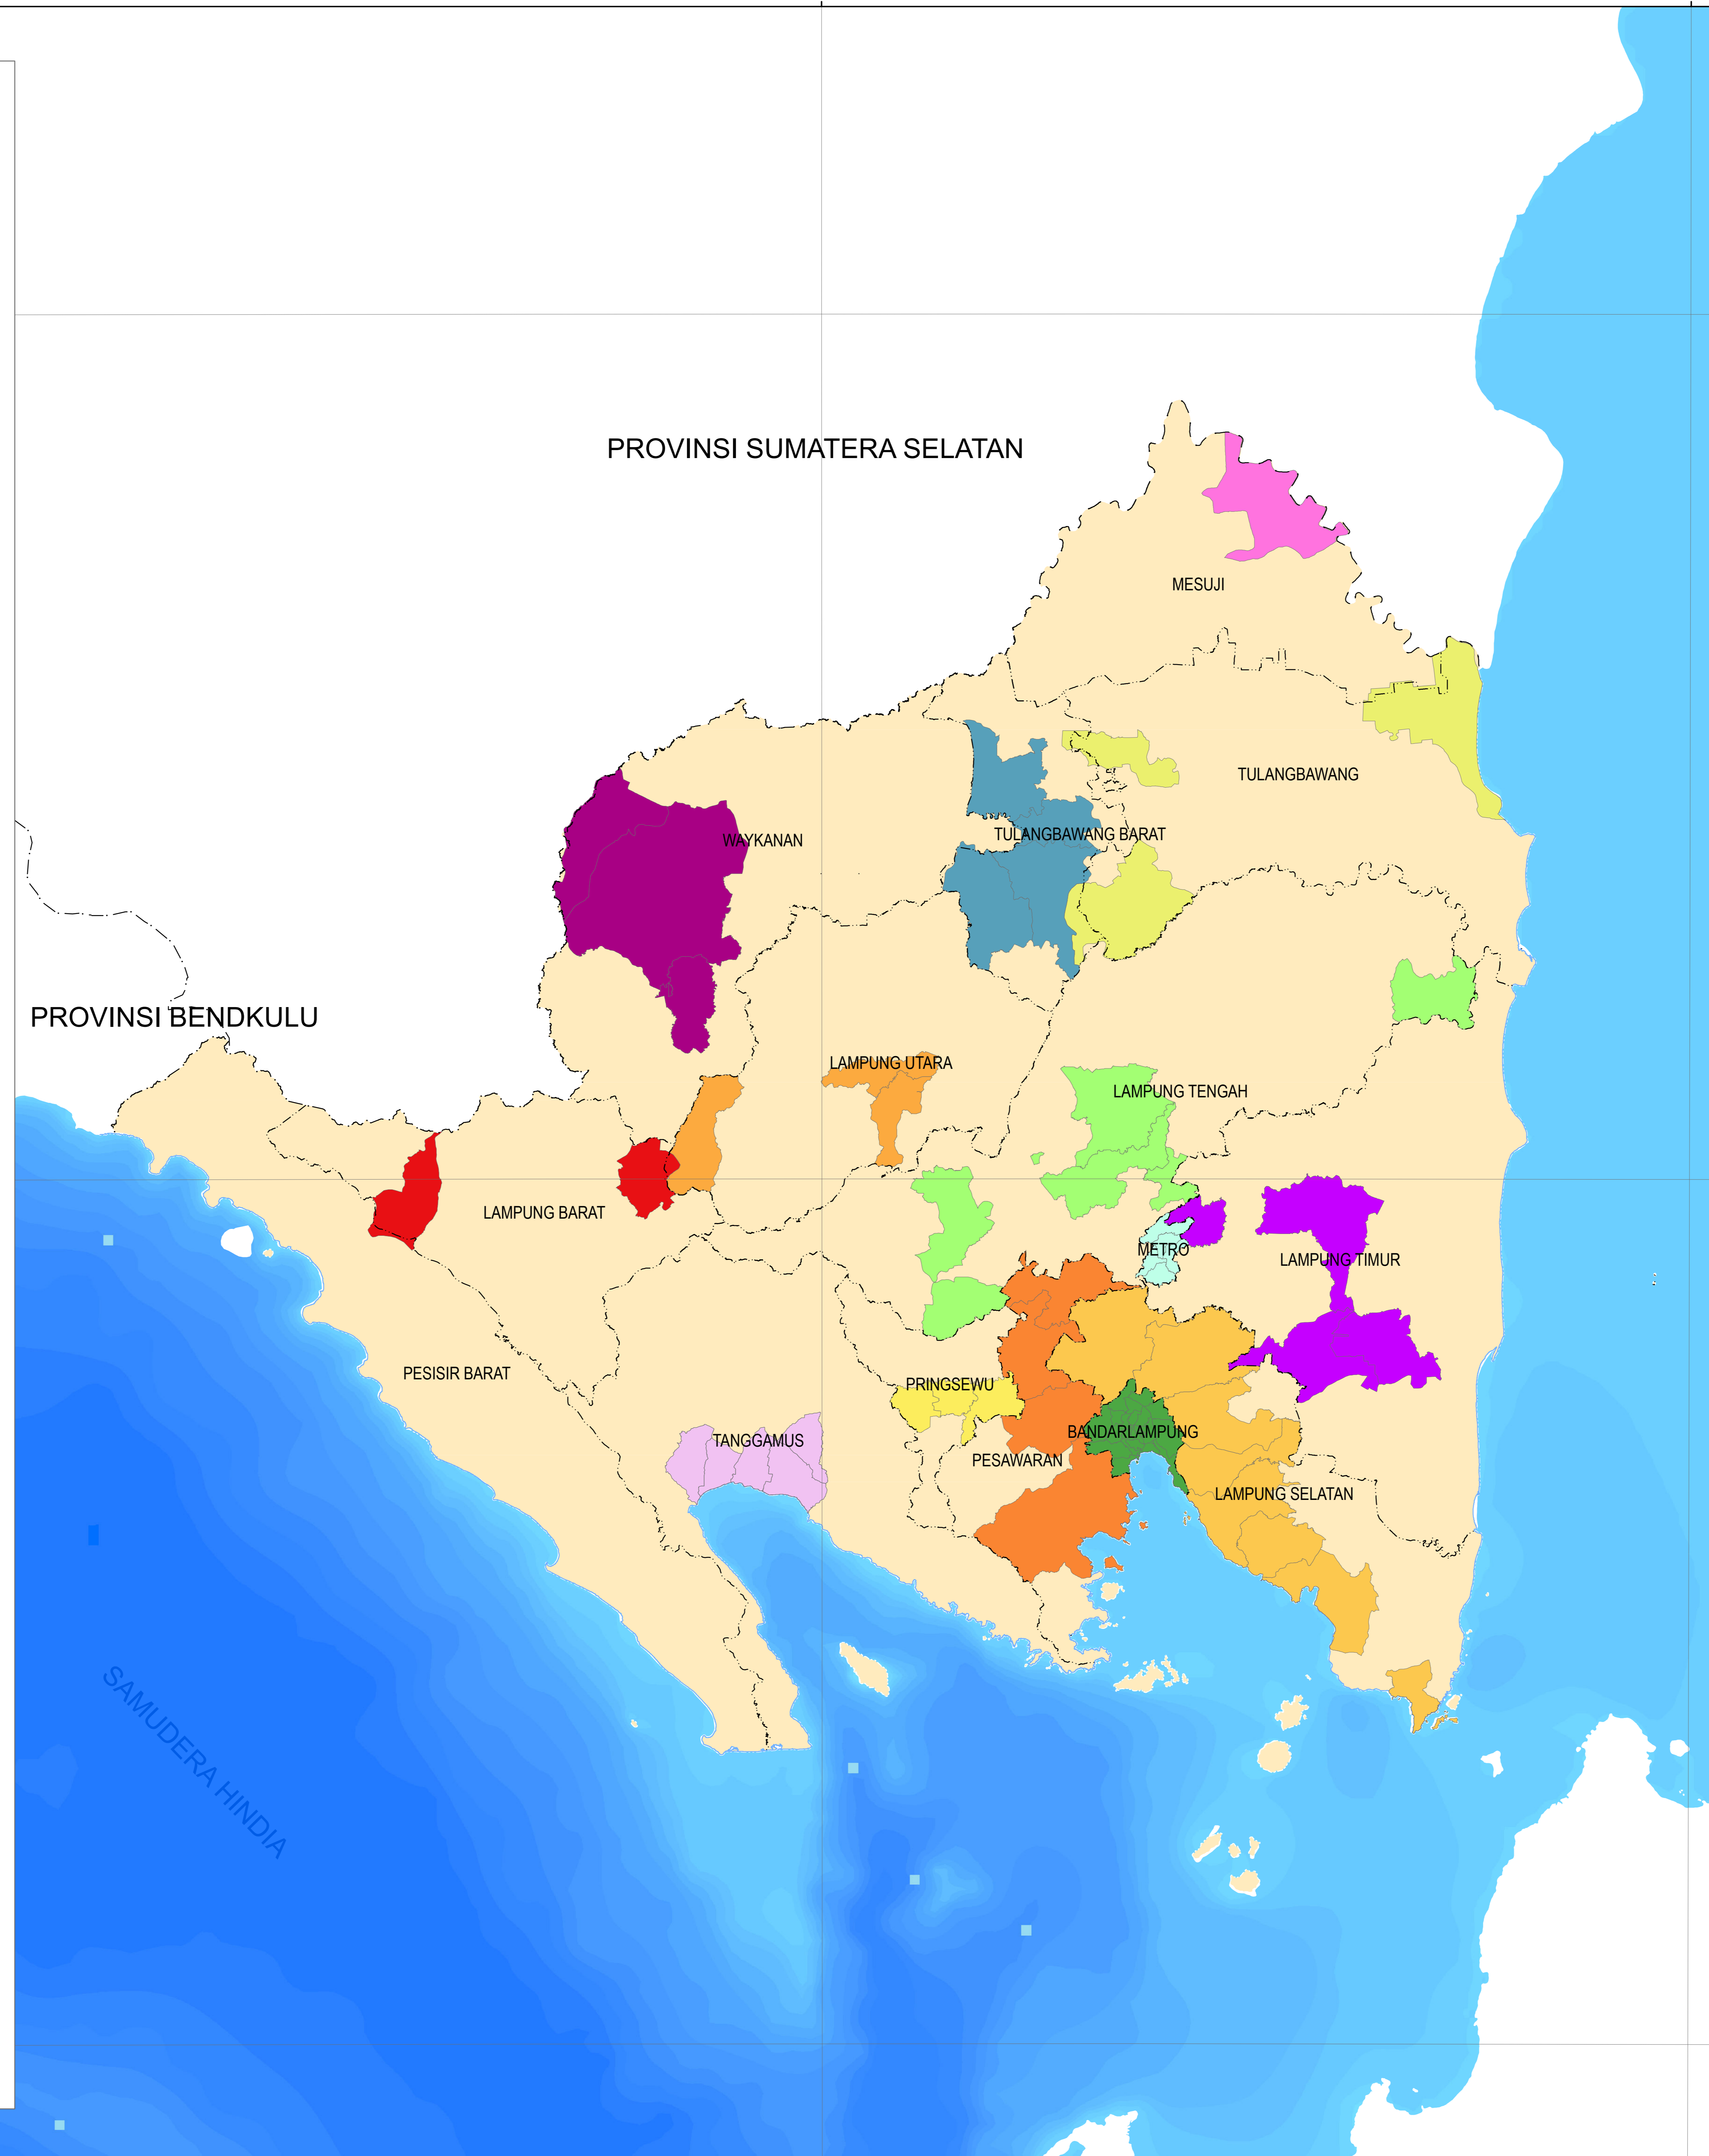 PROVINSI SUMATERA SELATAN
MESUJI
TULANGBAWANG
TULANGBAWANG BARAT
WAYKANAN
PROVINSI BENDKULU
LAMPUNG UTARA
LAMPUNG TENGAH
LAMPUNG BARAT
METRO
LAMPUNG TIMUR
PESISIR BARAT
PRINGSEWU
BANDARLAMPUNG
TANGGAMUS
PESAWARAN
LAMPUNG SELATAN
SAMUDERA HINDIA